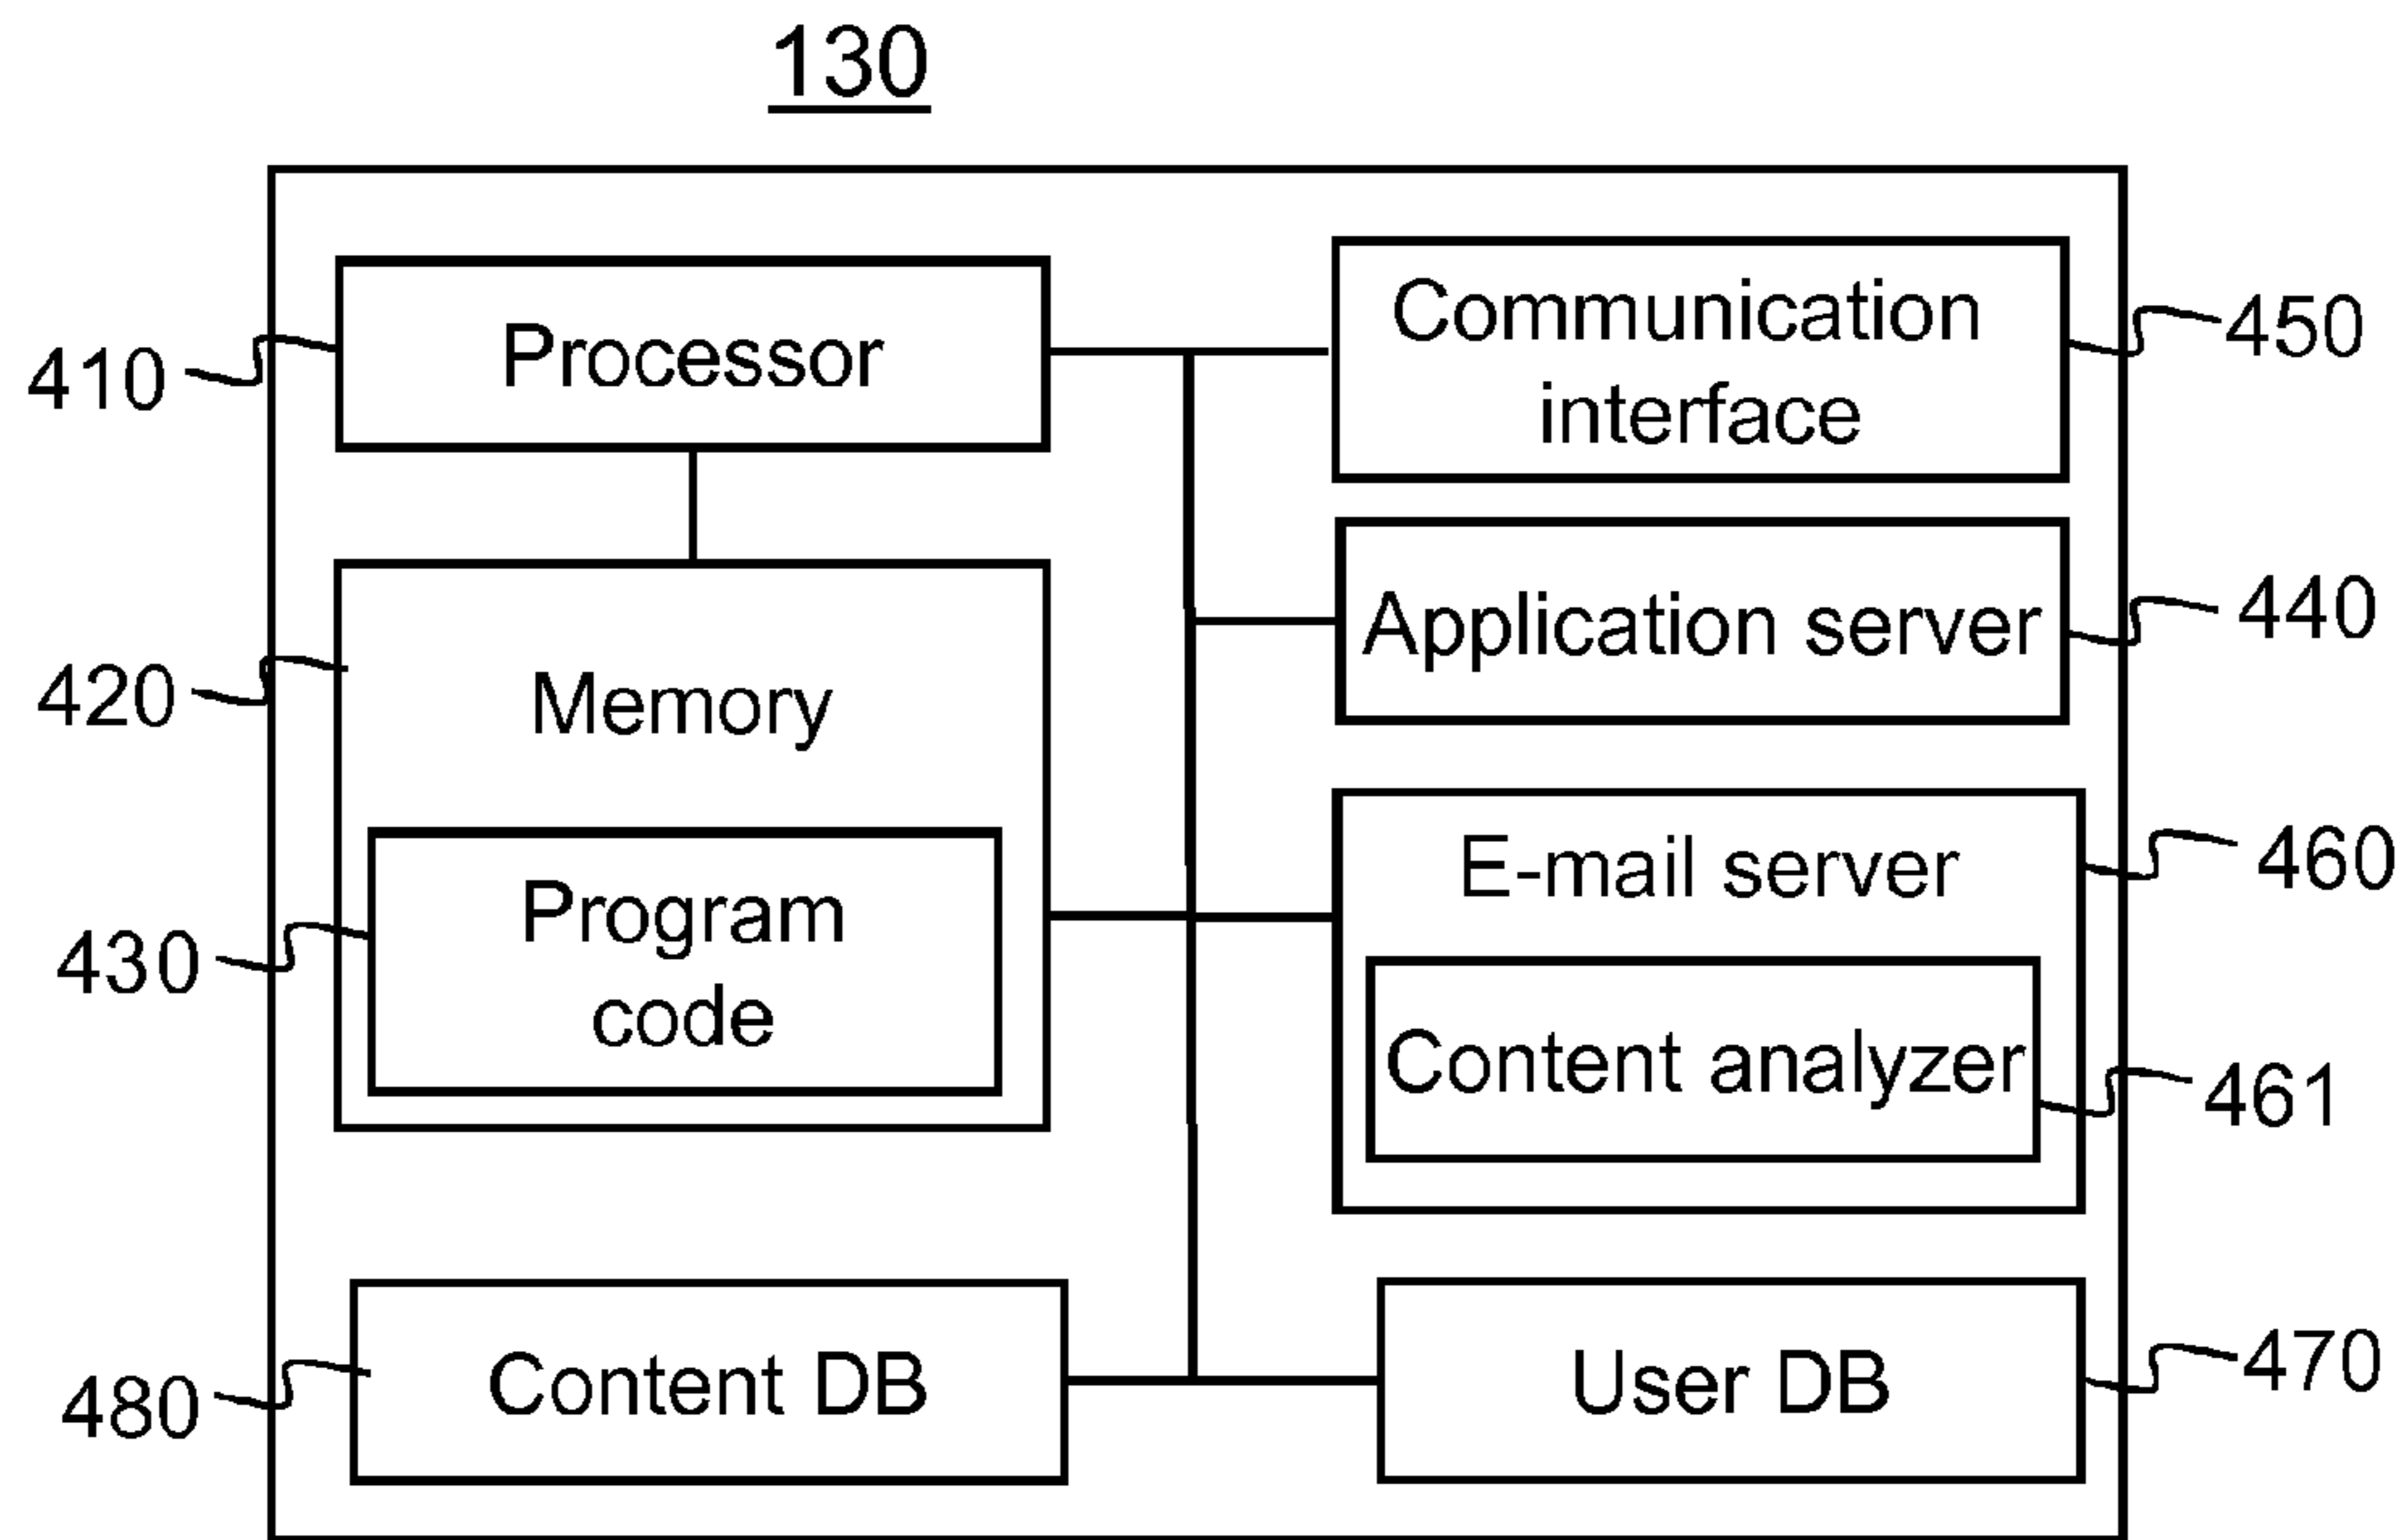 130
Processor
410
Communication
interface
450
Application server
440
Memory
420
Program
code
430
E-mail server
460
Content analyzer
461
Content DB
480
User DB
470